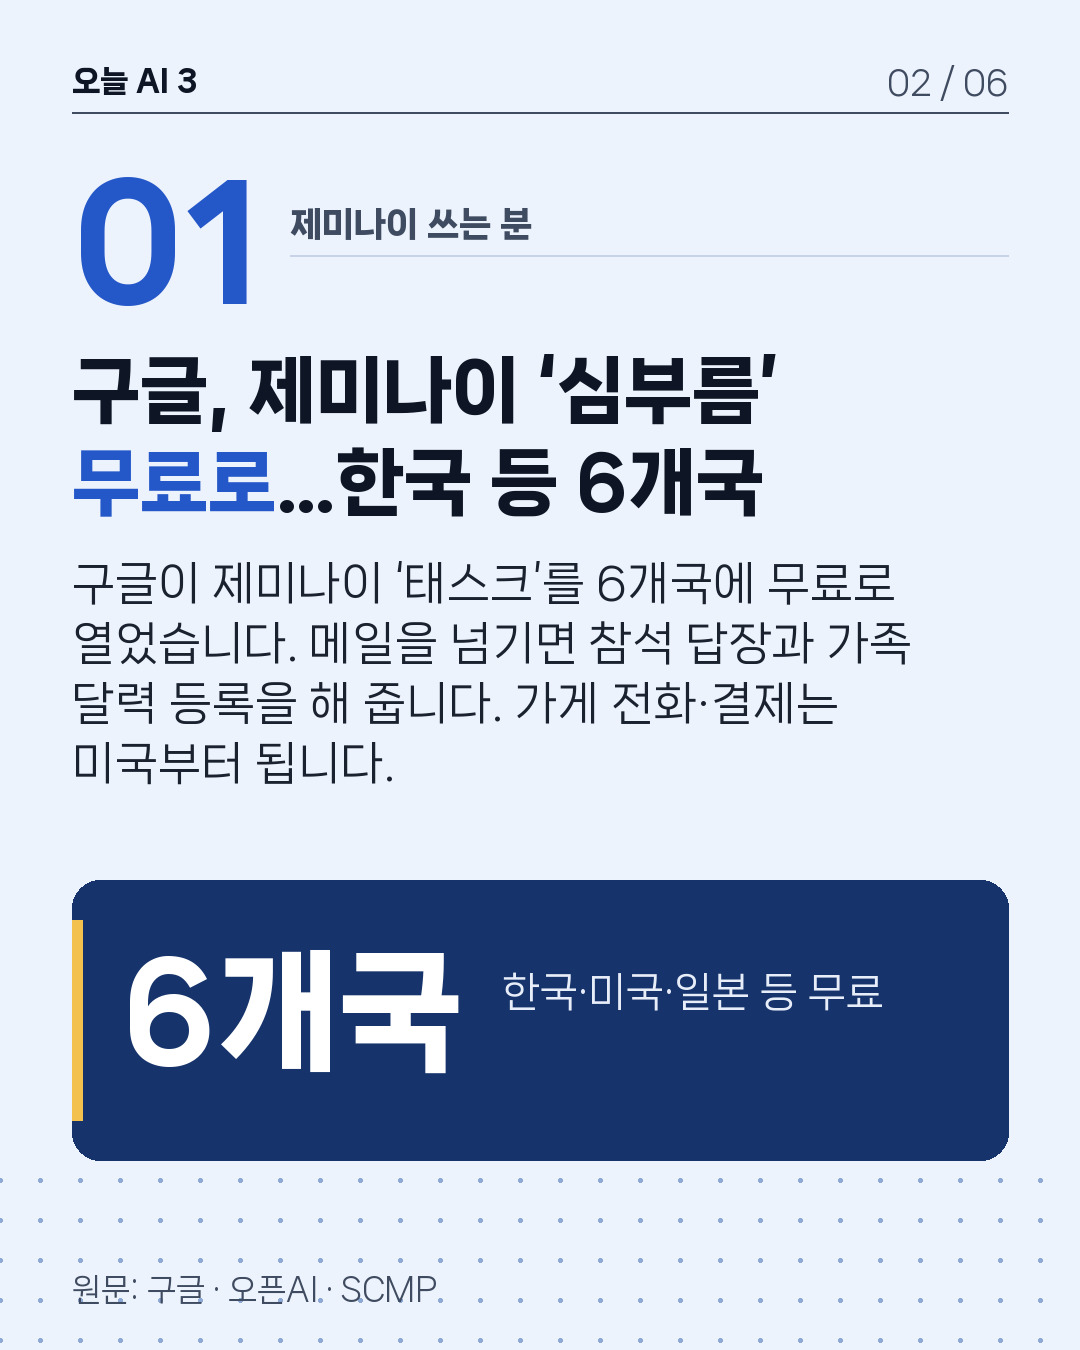 오늘 AI 3
02 / 06
01
제미나이 쓰는 분
구글, 제미나이 ‘심부름’
무료로...한국 등 6개국
구글이 제미나이 ‘태스크’를 6개국에 무료로
열었습니다. 메일을 넘기면 참석 답장과 가족
달력 등록을 해 줍니다. 가게 전화·결제는
미국부터 됩니다.
6개국
한국·미국·일본 등 무료
원문: 구글 · 오픈AI · SCMP